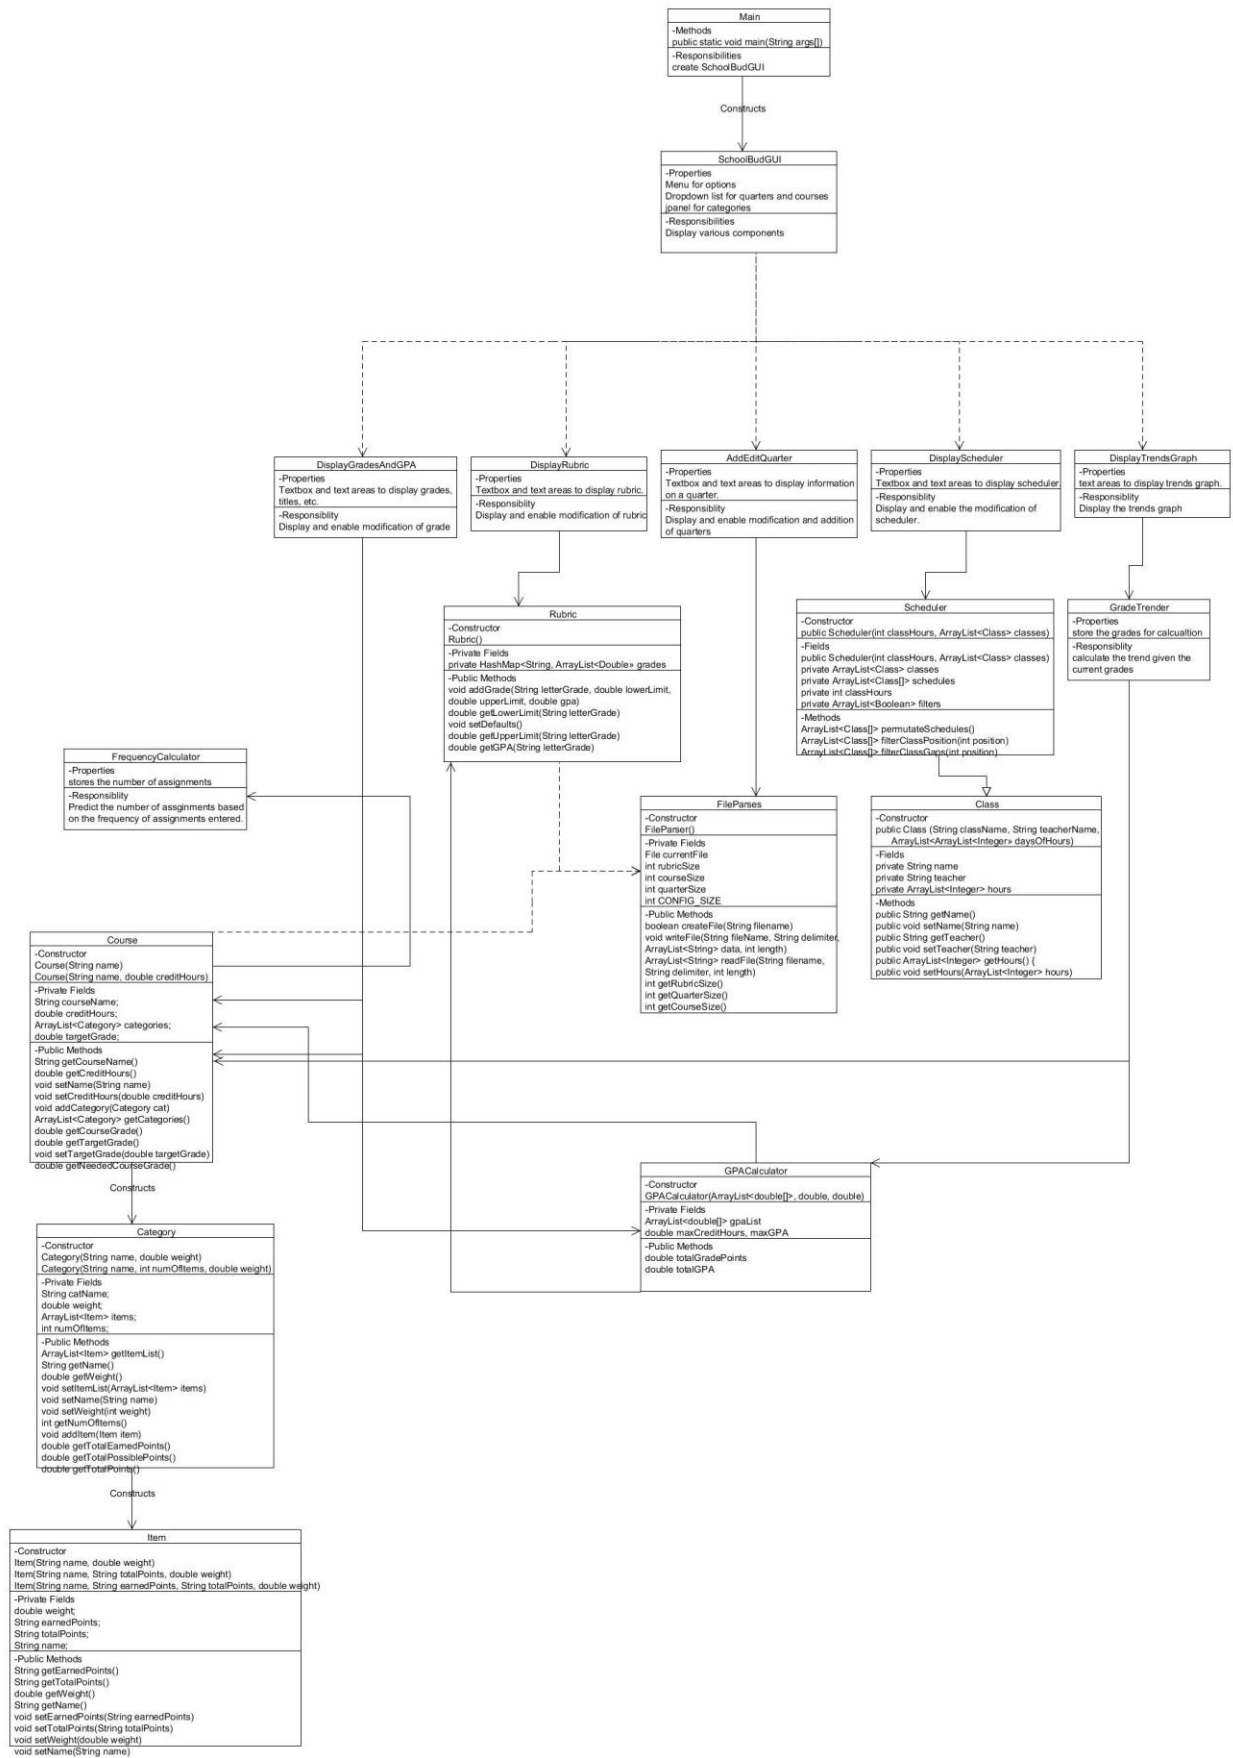 Main
-Methods
public static void main(String args[])
-Responsibilities
create SchoolBudGUI
Constructs
SchoolBudGUI
-Properties
Menu for options
Dropdown list for quarters and courses
jpanel for categories
-Responsibilities
Display various components
DisplayGradesAndGPA
-Properties
Textbox and text areas to display grades,
titles, etc.
-Responsiblity
Display and enable modification of grade
DisplayRubric
-Properties
Textbox and text areas to display rubric.
-Responsiblity
Display and enable modification of rubric
AddEditQuarter
-Properties
Textbox and text areas to display information
on a quarter.
-Responsiblity
Display and enable modification and addition
of quarters
DisplayScheduler
-Properties
Textbox and text areas to display scheduler
-Responsiblity
Display and enable the modification of
scheduler.
DisplayTrendsGraph
-Properties
text areas to display trends graph.
-Responsiblity
Display the trends graph
Rubric
-Constructor
Rubric()
-Private Fields
private HashMap<String, ArrayList<Double>> grades
-Public Methods
void addGrade(String letterGrade, double lowerLimit,
double upperLimit, double gpa)
double getLowerLimit(String letterGrade)
void setDefaults()
double getUpperLimit(String letterGrade)
double getGPA(String letterGrade)
Scheduler
-Constructor
public Scheduler(int classHours, ArrayList<Class> classes)
-Fields
public Scheduler(int classHours, ArrayList<Class> classes)
private ArrayList<Class> classes
private ArrayList<Class[]> schedules
private int classHours
private ArrayList<Boolean> filters
-Methods
ArrayList<Class[]> permutateSchedules()
ArrayList<Class[]> filterClassPosition(int position)
ArrayList<Class[]> filterClassGaps(int position)
GradeTrender
-Properties
store the grades for calcualtion
-Responsiblity
calculate the trend given the
current grades
FrequencyCalculator
-Properties
stores the number of assignments
-Responsiblity
Predict the number of assginments based
on the frequency of assignments entered.
FileParses
-Constructor
FileParser()
-Private Fields
File currentFile
int rubricSize
int courseSize
int quarterSize
int CONFIG_SIZE
-Public Methods
boolean createFile(String filename)
void writeFile(String fileName, String delimiter,
ArrayList<String> data, int length)
ArrayList<String> readFile(String filename,
String delimiter, int length)
int getRubricSize()
int getQuarterSize()
int getCourseSize()
Class
-Constructor
public Class (String className, String teacherName,
ArrayList<ArrayList<Integer>> daysOfHours)
-Fields
private String name
private String teacher
private ArrayList<Integer> hours
-Methods
public String getName()
public void setName(String name)
public String getTeacher()
public void setTeacher(String teacher)
public ArrayList<Integer> getHours() {
public void setHours(ArrayList<Integer> hours)
Course
-Constructor
Course(String name)
Course(String name, double creditHours)
-Private Fields
String courseName;
double creditHours;
ArrayList<Category> categories;
double targetGrade;
-Public Methods
String getCourseName()
double getCreditHours()
void setName(String name)
void setCreditHours(double creditHours)
void addCategory(Category cat)
ArrayList<Category> getCategories()
double getCourseGrade()
double getTargetGrade()
void setTargetGrade(double targetGrade)
double getNeededCourseGrade()
Constructs
GPACalculator
-Constructor
GPACalculator(ArrayList<double[]>, double, double)
-Private Fields
ArrayList<double[]> gpaList
double maxCreditHours, maxGPA
-Public Methods
double totalGradePoints
double totalGPA
Category
-Constructor
Category(String name, double weight)
Category(String name, int numOfItems, double weight)
-Private Fields
String catName;
double weight;
ArrayList<Item> items;
int numOfItems;
-Public Methods
ArrayList<Item> getItemList()
String getName()
double getWeight()
void setItemList(ArrayList<Item> items)
void setName(String name)
void setWeight(int weight)
int getNumOfItems()
void addItem(Item item)
double getTotalEarnedPoints()
double getTotalPossiblePoints()
double getTotalPoints()
Constructs
Item
-Constructor
Item(String name, double weight)
Item(String name, String totalPoints, double weight)
Item(String name, String earnedPoints, String totalPoints, double weight)
-Private Fields
double weight;
String earnedPoints;
String totalPoints;
String name;
-Public Methods
String getEarnedPoints()
String getTotalPoints()
double getWeight()
String getName()
void setEarnedPoints(String earnedPoints)
void setTotalPoints(String totalPoints)
void setWeight(double weight)
void setName(String name)